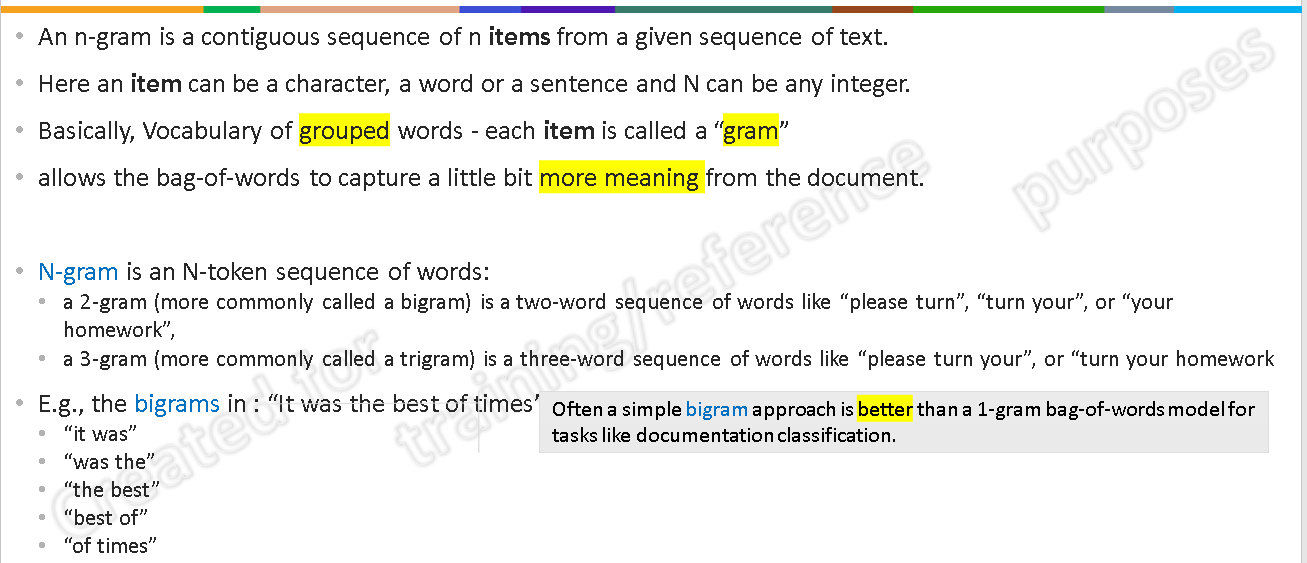 An n-gram is a contiguous sequence of n items from a given sequence of text.
Here an item can be a character, a word or a sentence and N can be any integer.
Basically, Vocabulary of grouped words - each item is called a “gram”
allows the bag-of-words to capture a little bit more meaning from the document.
N-gram is an N-token sequence of words:
a 2-gram (more commonly called a bigram) is a two-word sequence of words like “please turn”, “turn your”, or “your
homework”,
a 3-gram (more commonly called a trigram) is a three-word sequence of words like “please turn your”, or “turn your homework
E.g., the bigrams in : “It was the best of times’
“it was”
“was the”
“the best”
“best of”
“of times”
Often a simple bigram approach is better than a 1-gram bag-of-words model for
tasks like documentation classification.
Created for
training/reference
purposes